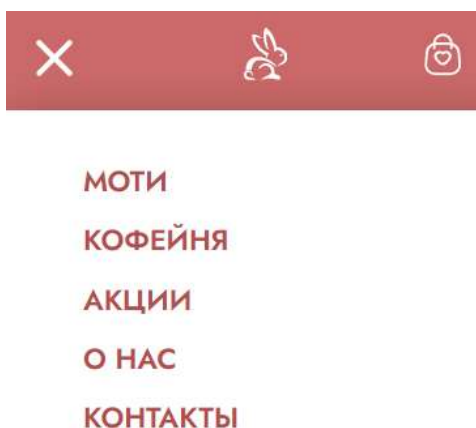 МОТИ
КОФЕЙНЯ
АКЦИИ
О НАС
КОНТАКТЫ